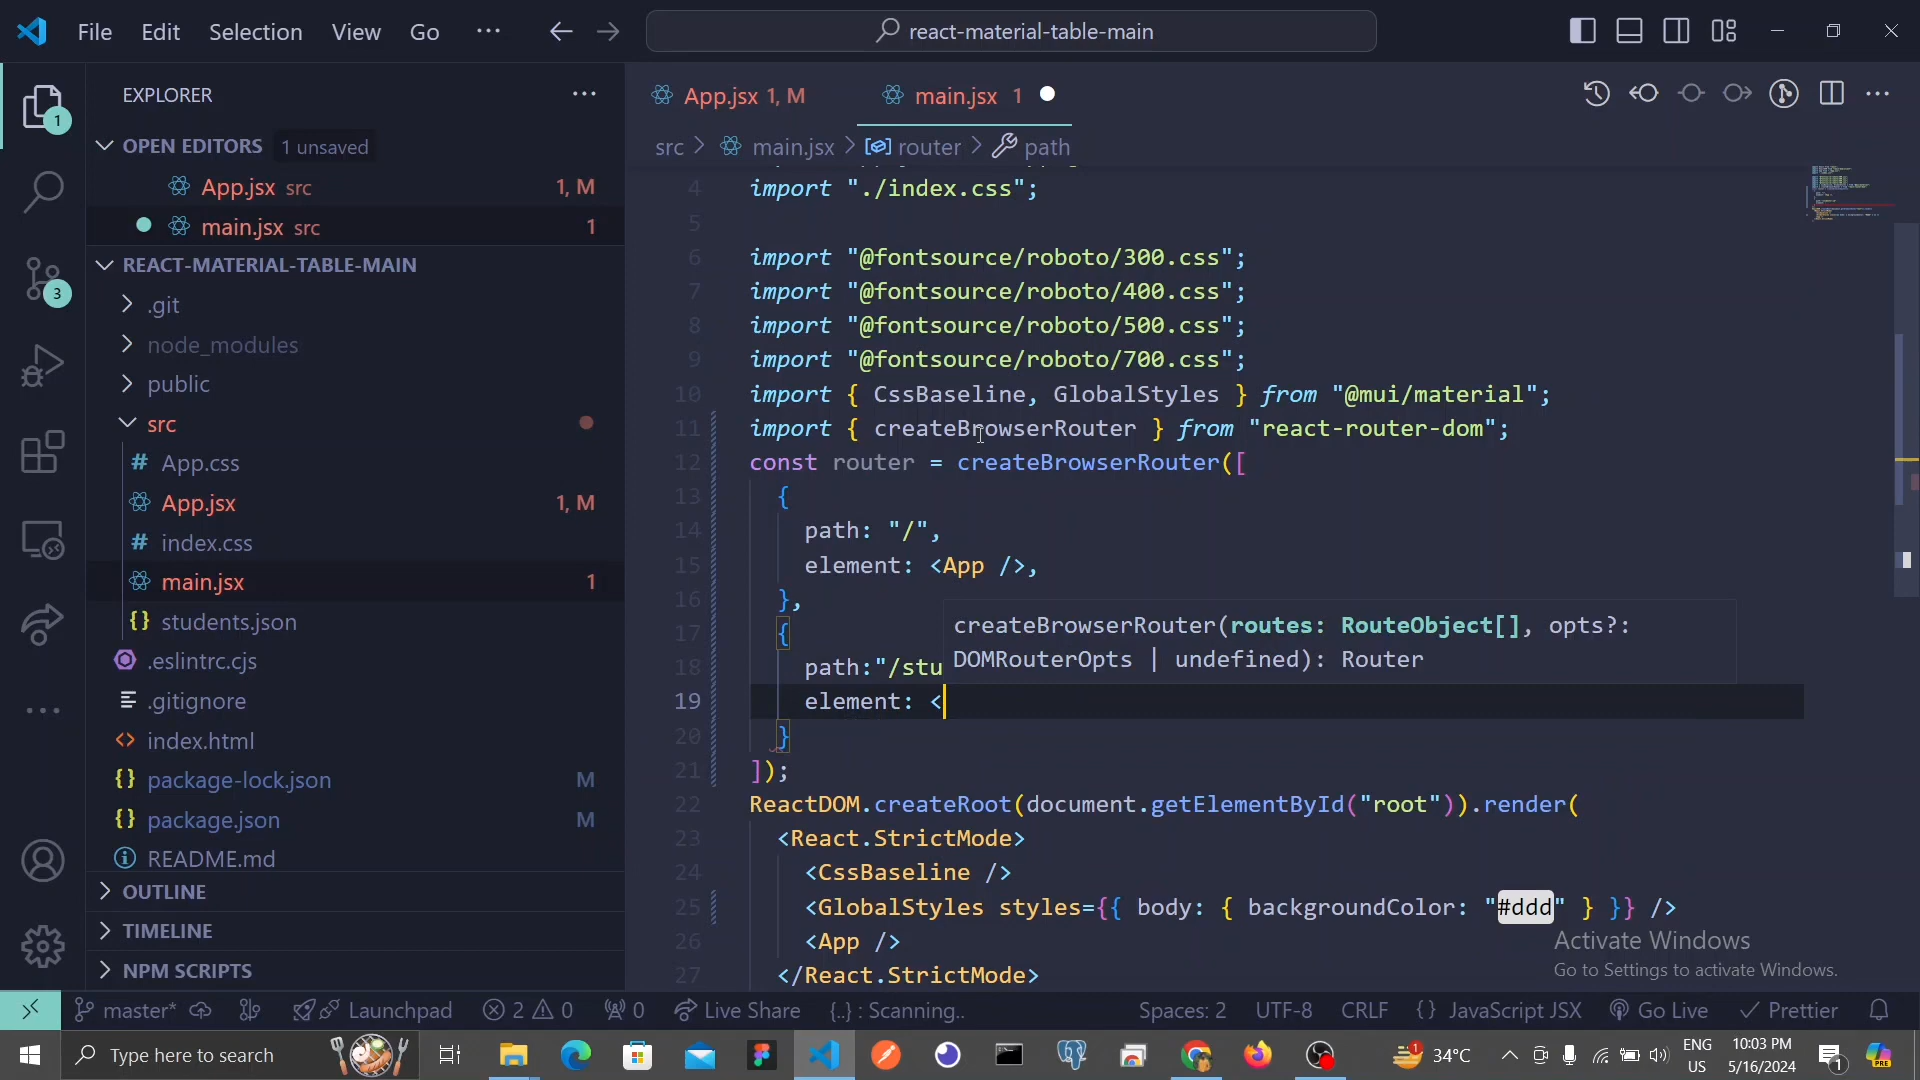 File Edit Selection View Go ··· react-material-table-main
EXPLORER ···
OPEN EDITORS 1 unsaved
App.jsx src 1, M
main.jsx src 1
REACT-MATERIAL-TABLE-MAIN
.git
node_modules
public
src
App.css
App.jsx 1, M
index.css
main.jsx 1
students.json
.eslintrc.cjs
.gitignore
index.html
package-lock.json M
package.json M
README.md
OUTLINE
TIMELINE
NPM SCRIPTS
1
3
App.jsx 1, M main.jsx 1
src > main.jsx > router > path
4 import "./index.css";
5
6 import "@fontsource/roboto/300.css";
7 import "@fontsource/roboto/400.css";
8 import "@fontsource/roboto/500.css";
9 import "@fontsource/roboto/700.css";
10 import { CssBaseline, GlobalStyles } from "@mui/material";
11 import { createBrowserRouter } from "react-router-dom";
12 const router = createBrowserRouter([
13 {
14 path: "/",
15 element: <App />,
16 },
17 {
18 path:"/stu
19 element: <
20 }
21 ]);
22 ReactDOM.createRoot(document.getElementById("root")).render(
23 <React.StrictMode>
24 <CssBaseline />
25 <GlobalStyles styles={{ body: { backgroundColor: "#ddd" } }} />
26 <App />
27 </React.StrictMode>
createBrowserRouter(routes: RouteObject[], opts?:
DOMRouterOpts | undefined): Router
Activate Windows
Go to Settings to activate Windows.
master* Launchpad 2 0 0 Live Share {..} : Scanning.. Spaces: 2 UTF-8 CRLF {} JavaScript JSX Go Live Prettier
Type here to search 1 34°C ENG 10:03 PM 1
US 5/16/2024